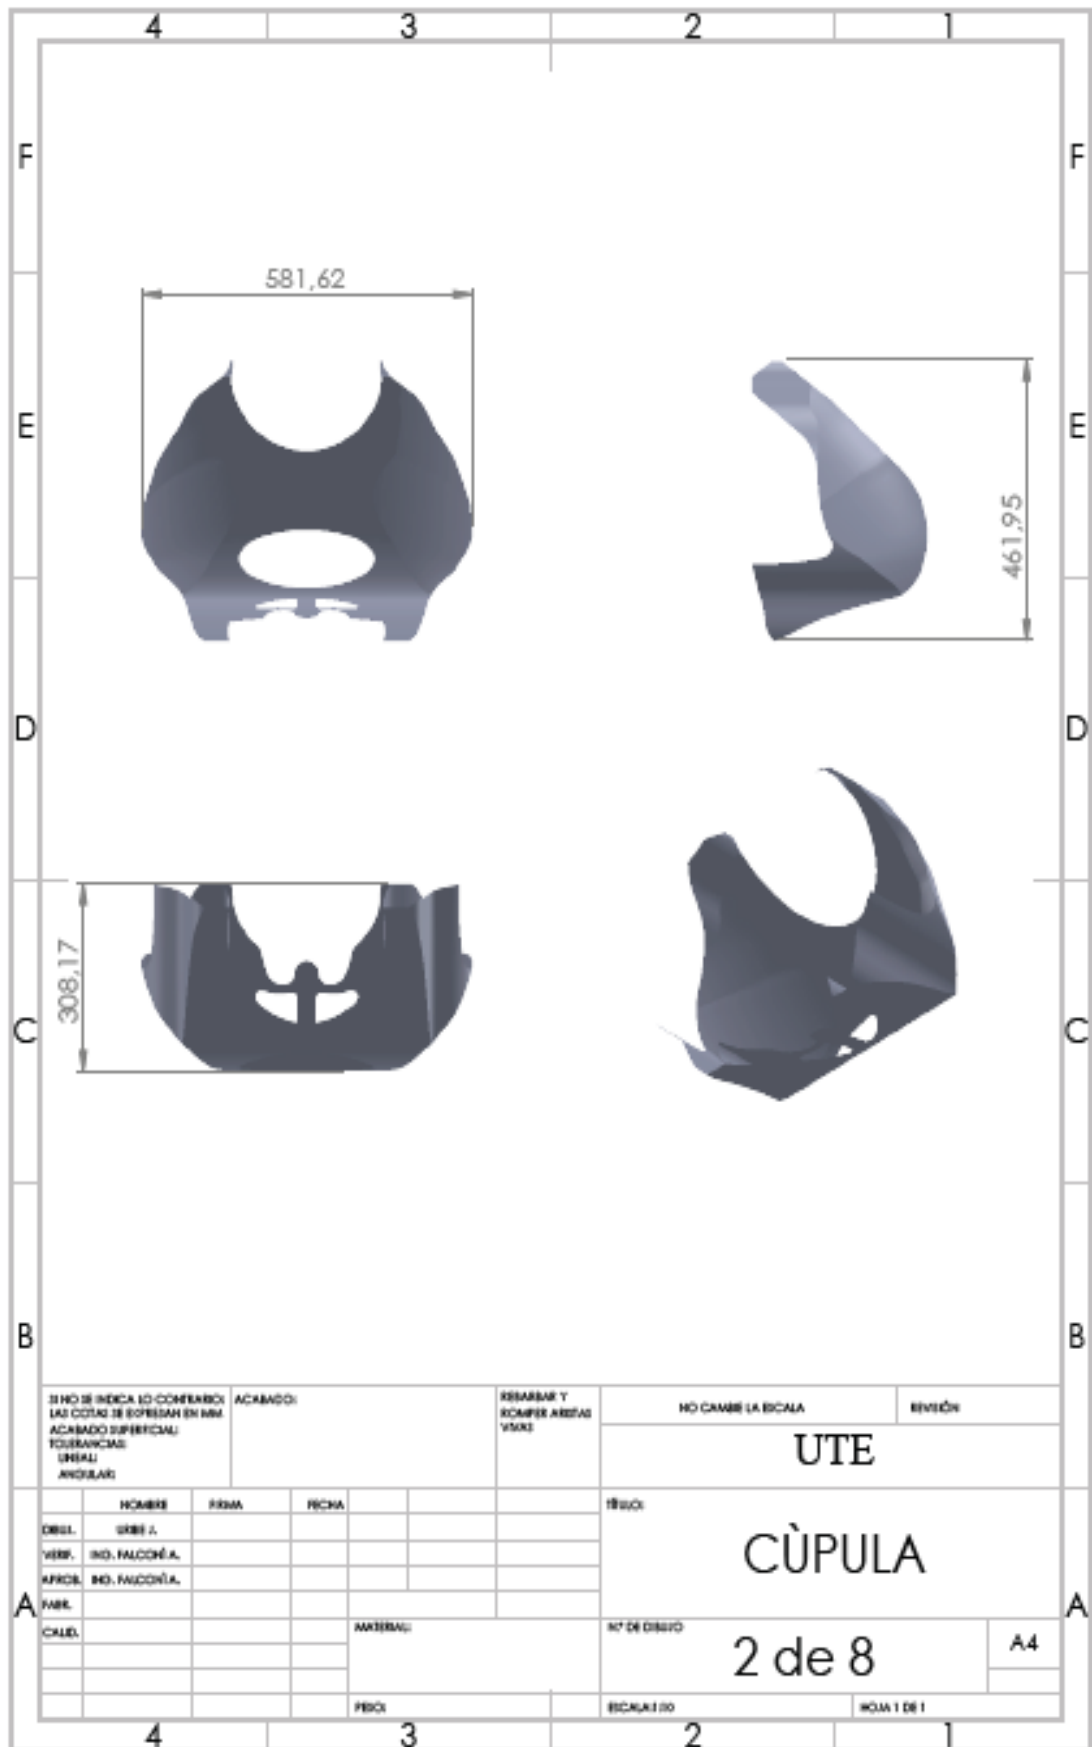 4 3 2 1
F F
581,62
E E
461,95
D D
308,17
C C
B B
SI NO SE INDICA LO CONTRARIO:
LAS COTAS SE EXPRESAN EN MM
ACABADO SUPERFICIAL:
TOLERANCIAS:
LINEAL:
ANGULAR:
ACABADO:
REBARBAR Y
ROMPER ARISTAS
VIVAS
NO CAMBIE LA ESCALA
REVISIÓN
UTE
NOMBRE FIRMA FECHA
DIBUJ. URIBE J.
VERIF. ING. FALCONÍ A.
APROB. ING. FALCONÍ A.
FABR.
CALID.
TÍTULO:
CÙPULA
A A
MATERIAL:
N.º DE DIBUJO
2 de 8
A4
PESO:
ESCALA:1:10
HOJA 1 DE 1
4 3 2 1